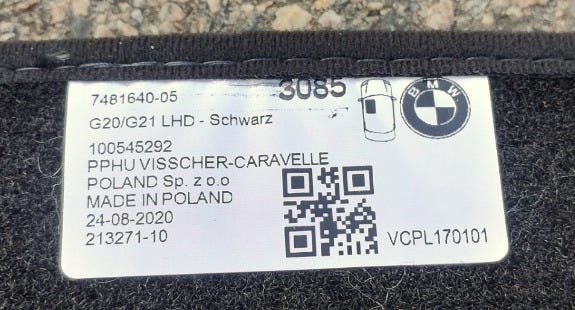 7481640-05
3085
BMW
G20/G21 LHD - Schwarz
100545292
PPHU VISSCHER-CARAVELLE
POLAND Sp. z o.o
MADE IN POLAND
24-08-2020
213271-10
VCPL170101